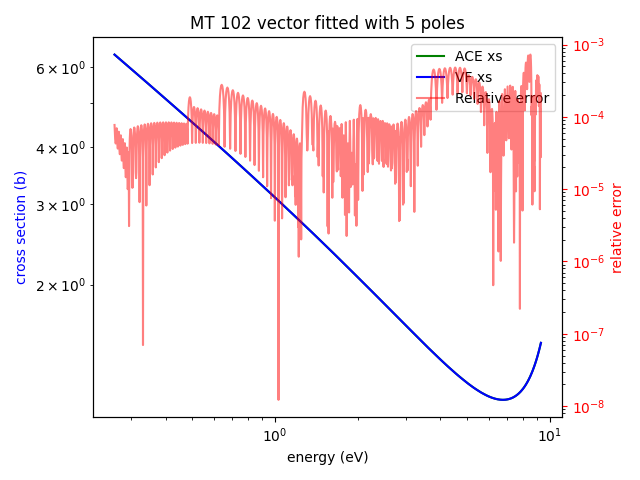 MT 102 vector fitted with 5 poles
ACE xs
VF xs
Relative error
cross section (b)
6 × 10⁰
4 × 10⁰
3 × 10⁰
2 × 10⁰
10⁻³
10⁻⁴
10⁻⁵
10⁻⁶
10⁻⁷
10⁻⁸
relative error
10⁰
10¹
energy (eV)